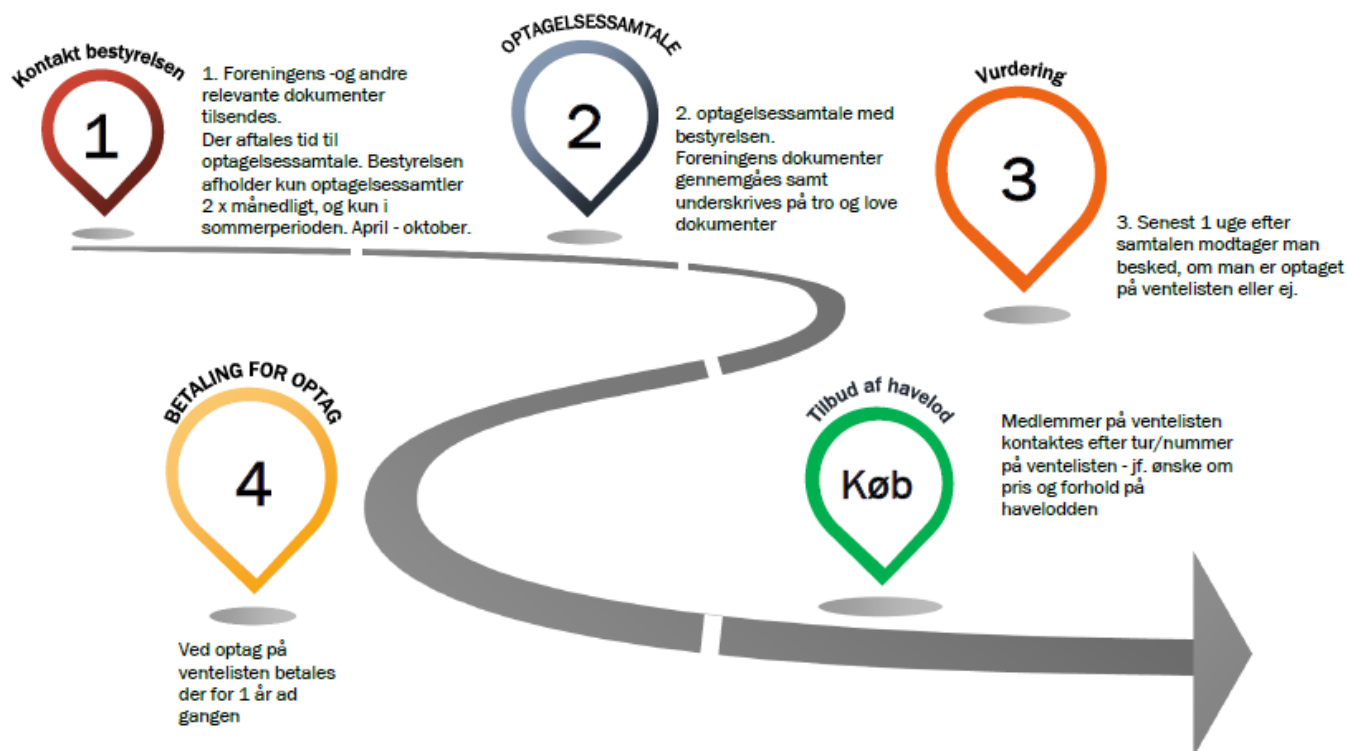 Kontakt bestyrelsen
1
1. Foreningens -og andre
relevante dokumenter
tilsendes.
Der aftales tid til
optagelsessamtale. Bestyrelsen
afholder kun optagelsessamtler
2 x månedligt, og kun i
sommerperioden. April - oktober.
OPTAGELSESSAMTALE
2
2. optagelsessamtale med
bestyrelsen.
Foreningens dokumenter
gennemgåes samt
underskrives på tro og love
dokumenter
Vurdering
3
3. Senest 1 uge efter
samtalen modtager man
besked, om man er optaget
på ventelisten eller ej.
BETALING FOR OPTAG
4
Ved optag på
ventelisten betales
der for 1 år ad
gangen
Tilbud af havelod
Køb
Medlemmer på ventelisten
kontaktes efter tur/nummer
på ventelisten - jf. ønske om
pris og forhold på
havelodden